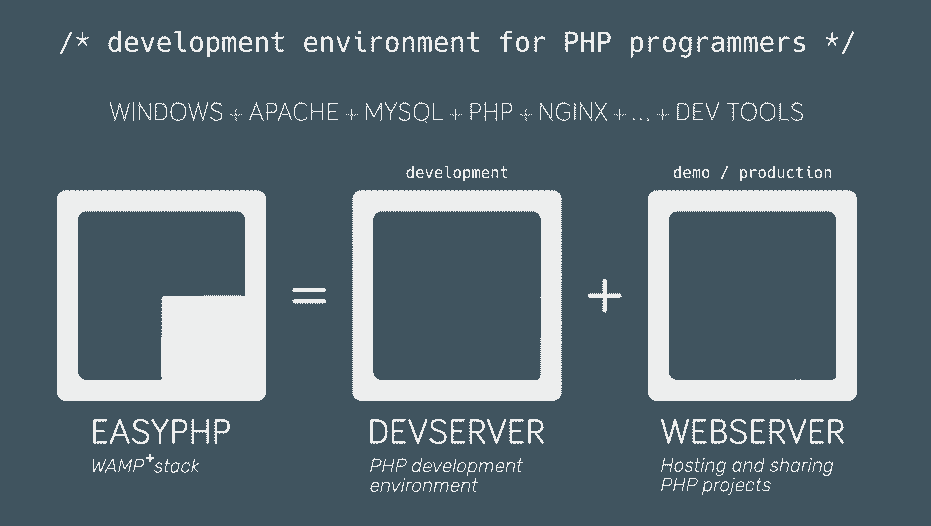 /* development environment for PHP programmers */
WINDOWS + APACHE + MYSQL + PHP + NGINX + ... + DEV TOOLS
development
demo / production
=
+
EASYPHP
WAMP+stack
DEVSERVER
PHP development
environment
WEBSERVER
Hosting and sharing
PHP projects